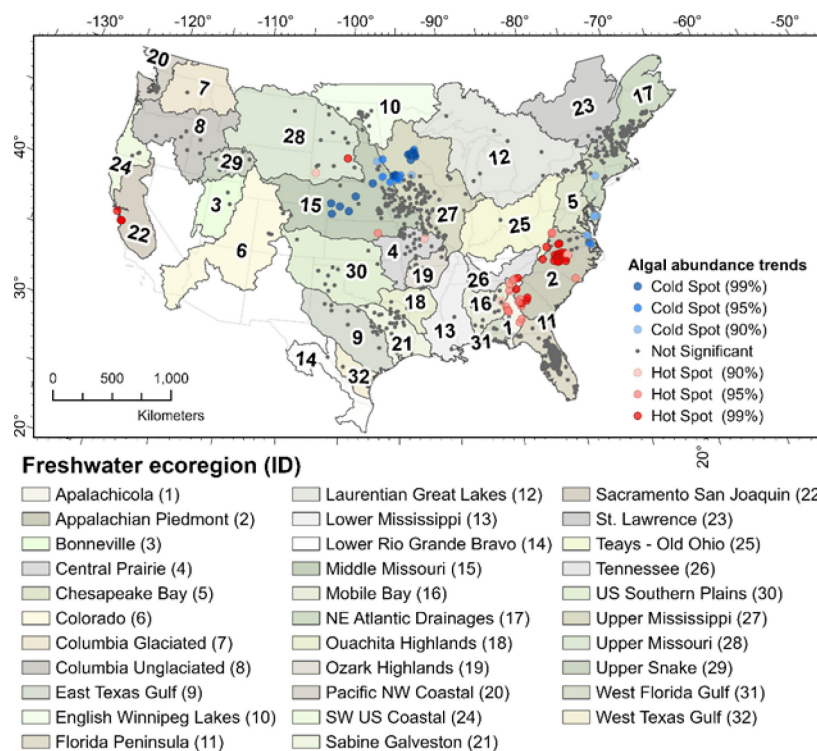 -130° -120° -110° -100° -90° -80° -70° -60° -50°
20
17
7
10
23
8
28
40°
40°
12
24
29
5
3
15
27
25
22
6
4
Algal abundance trends
30
19
26
2
Cold Spot (99%)
18
16
Cold Spot (95%)
30°
30°
Cold Spot (90%)
9
13
1
11
21
31
Not Significant
14
Hot Spot (90%)
32
0 500 1,000
Hot Spot (95%)
Kilometers
Hot Spot (99%)
20°
20°
Freshwater ecoregion (ID)
Apalachicola (1)
Appalachian Piedmont (2)
Bonneville (3)
Central Prairie (4)
Chesapeake Bay (5)
Colorado (6)
Columbia Glaciated (7)
Columbia Unglaciated (8)
East Texas Gulf (9)
English Winnipeg Lakes (10)
Florida Peninsula (11)
Laurentian Great Lakes (12)
Lower Mississippi (13)
Lower Rio Grande Bravo (14)
Middle Missouri (15)
Mobile Bay (16)
NE Atlantic Drainages (17)
Ouachita Highlands (18)
Ozark Highlands (19)
Pacific NW Coastal (20)
SW US Coastal (24)
Sabine Galveston (21)
Sacramento San Joaquin (22
St. Lawrence (23)
Teays - Old Ohio (25)
Tennessee (26)
US Southern Plains (30)
Upper Mississippi (27)
Upper Missouri (28)
Upper Snake (29)
West Florida Gulf (31)
West Texas Gulf (32)